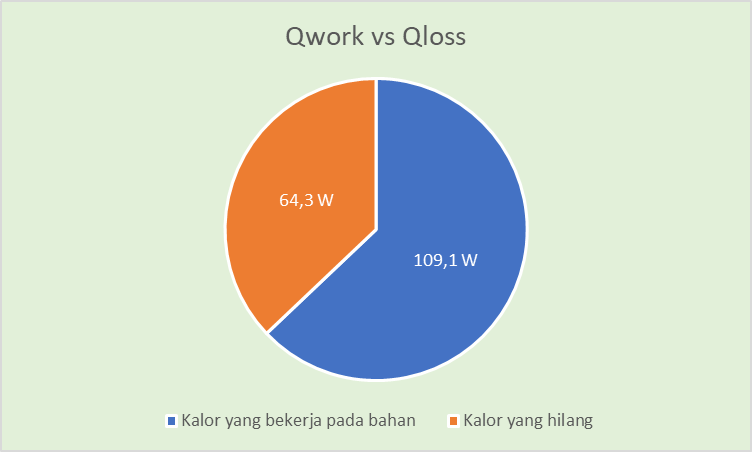 Qwork vs Qloss
64,3 W
109,1 W
Kalor yang bekerja pada bahan
Kalor yang hilang